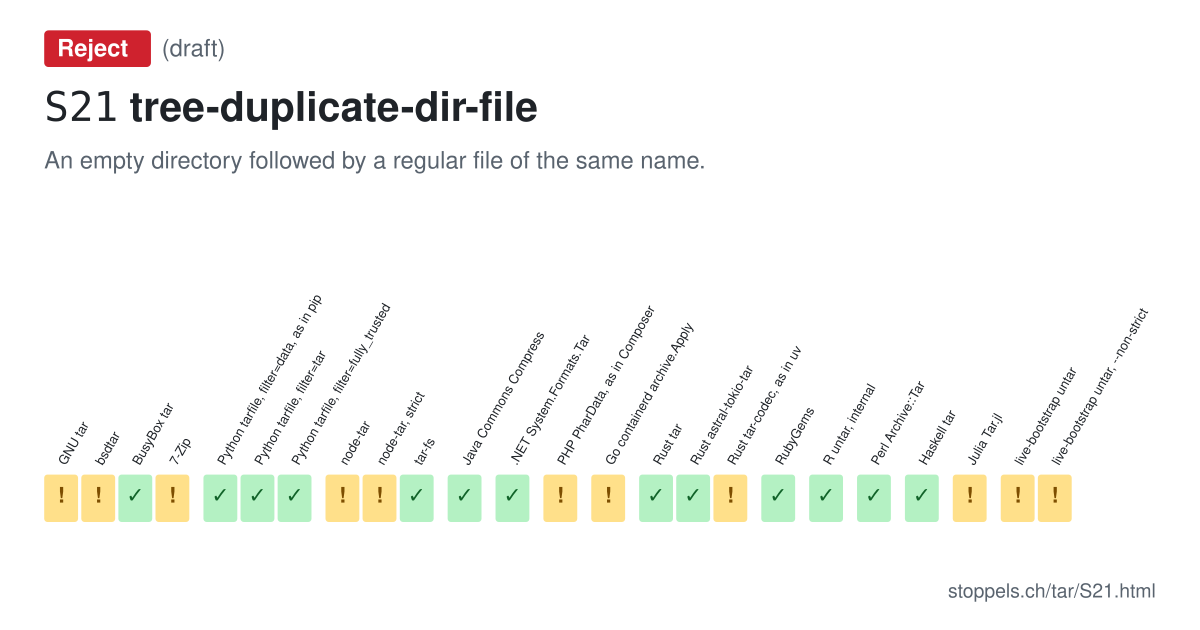 Reject (draft)
S21 tree-duplicate-dir-file
An empty directory followed by a regular file of the same name.
GNU tar
bsdtar
BusyBox tar
7-Zip
Python tarfile, filter=data, as in pip
Python tarfile, filter=tar
Python tarfile, filter=fully_trusted
node-tar
node-tar, strict
tar-fs
Java Commons Compress
.NET System.Formats.Tar
PHP PharData, as in Composer
Go containerd archive.Apply
Rust tar
Rust astral-tokio-tar
Rust tar-codec, as in uv
RubyGems
R untar, internal
Perl Archive::Tar
Haskell tar
Julia Tar.jl
live-bootstrap untar
live-bootstrap untar, --non-strict
! ! ✓ ! ✓ ✓ ✓ ! ! ✓ ✓ ✓ ! ! ✓ ✓ ! ✓ ✓ ✓ ✓ ! ! !
stoppels.ch/tar/S21.html